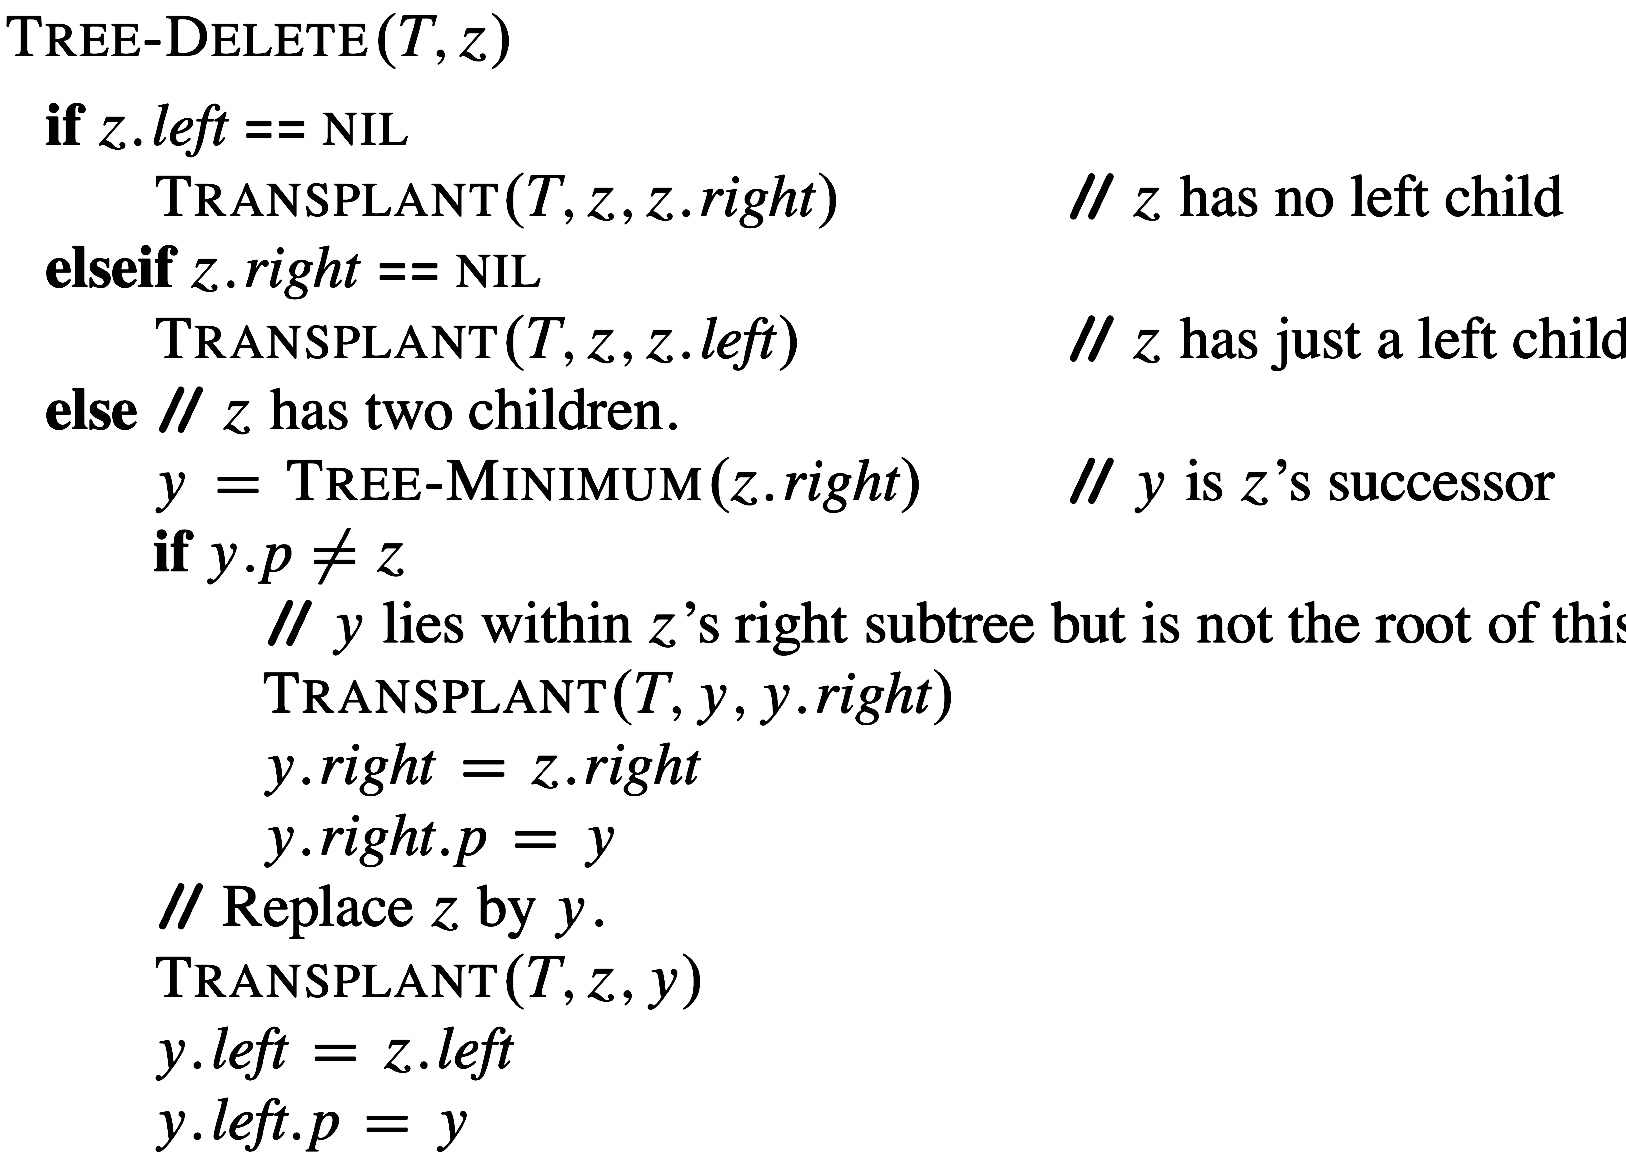 TREE-DELETE(T, z)
if z.left == NIL
TRANSPLANT(T, z, z.right) // z has no left child
elseif z.right == NIL
TRANSPLANT(T, z, z.left) // z has just a left child
else // z has two children.
y = TREE-MINIMUM(z.right) // y is z's successor
if y.p ≠ z
// y lies within z's right subtree but is not the root of this
TRANSPLANT(T, y, y.right)
y.right = z.right
y.right.p = y
// Replace z by y.
TRANSPLANT(T, z, y)
y.left = z.left
y.left.p = y